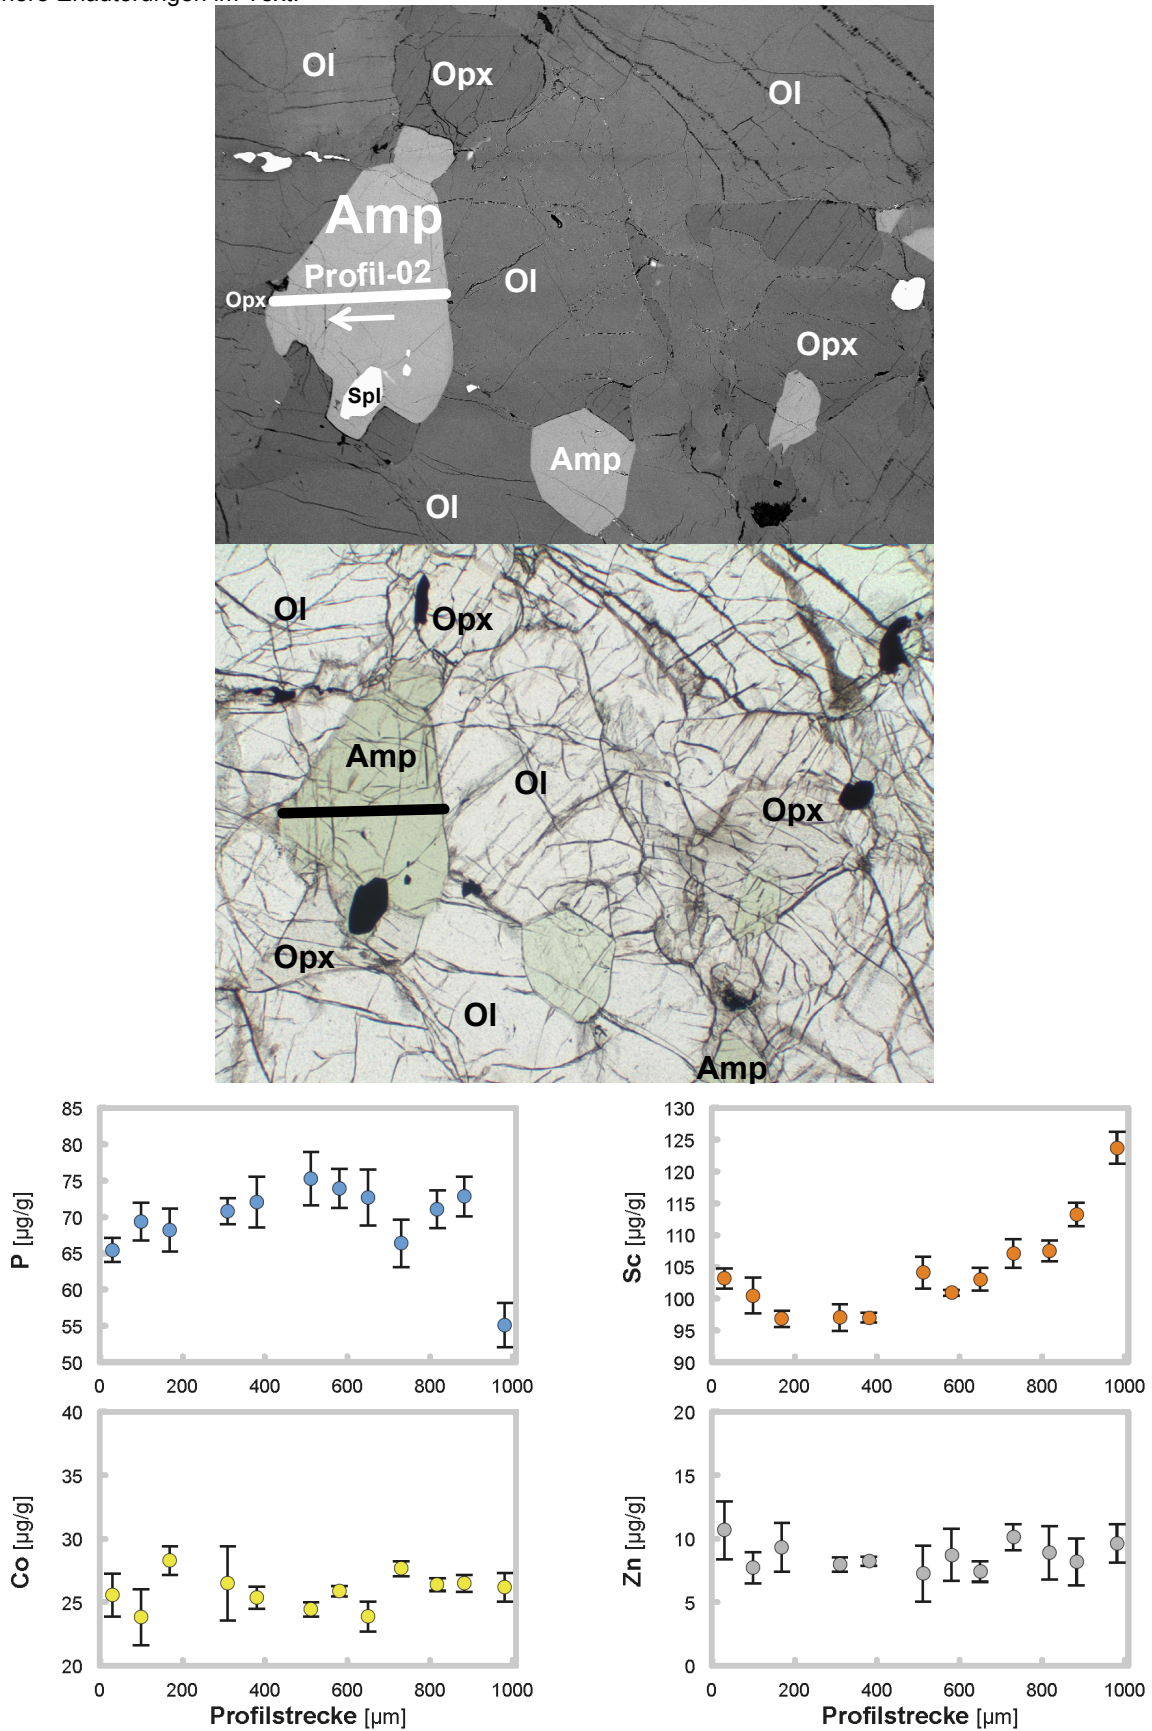 Ol
Opx
Ol
Amp
Profil-02
Ol
Opx
Opx
Spl
Amp
Ol
Ol
Opx
Amp
Ol
Opx
Opx
Ol
Amp
85
80
75
70
65
60
55
50
P [µg/g]
0 200 400 600 800 1000
130
125
120
115
110
105
100
95
90
Sc [µg/g]
0 200 400 600 800 1000
40
35
30
25
20
Co [µg/g]
0 200 400 600 800 1000
Profilstrecke [µm]
20
15
10
5
0
Zn [µg/g]
0 200 400 600 800 1000
Profilstrecke [µm]